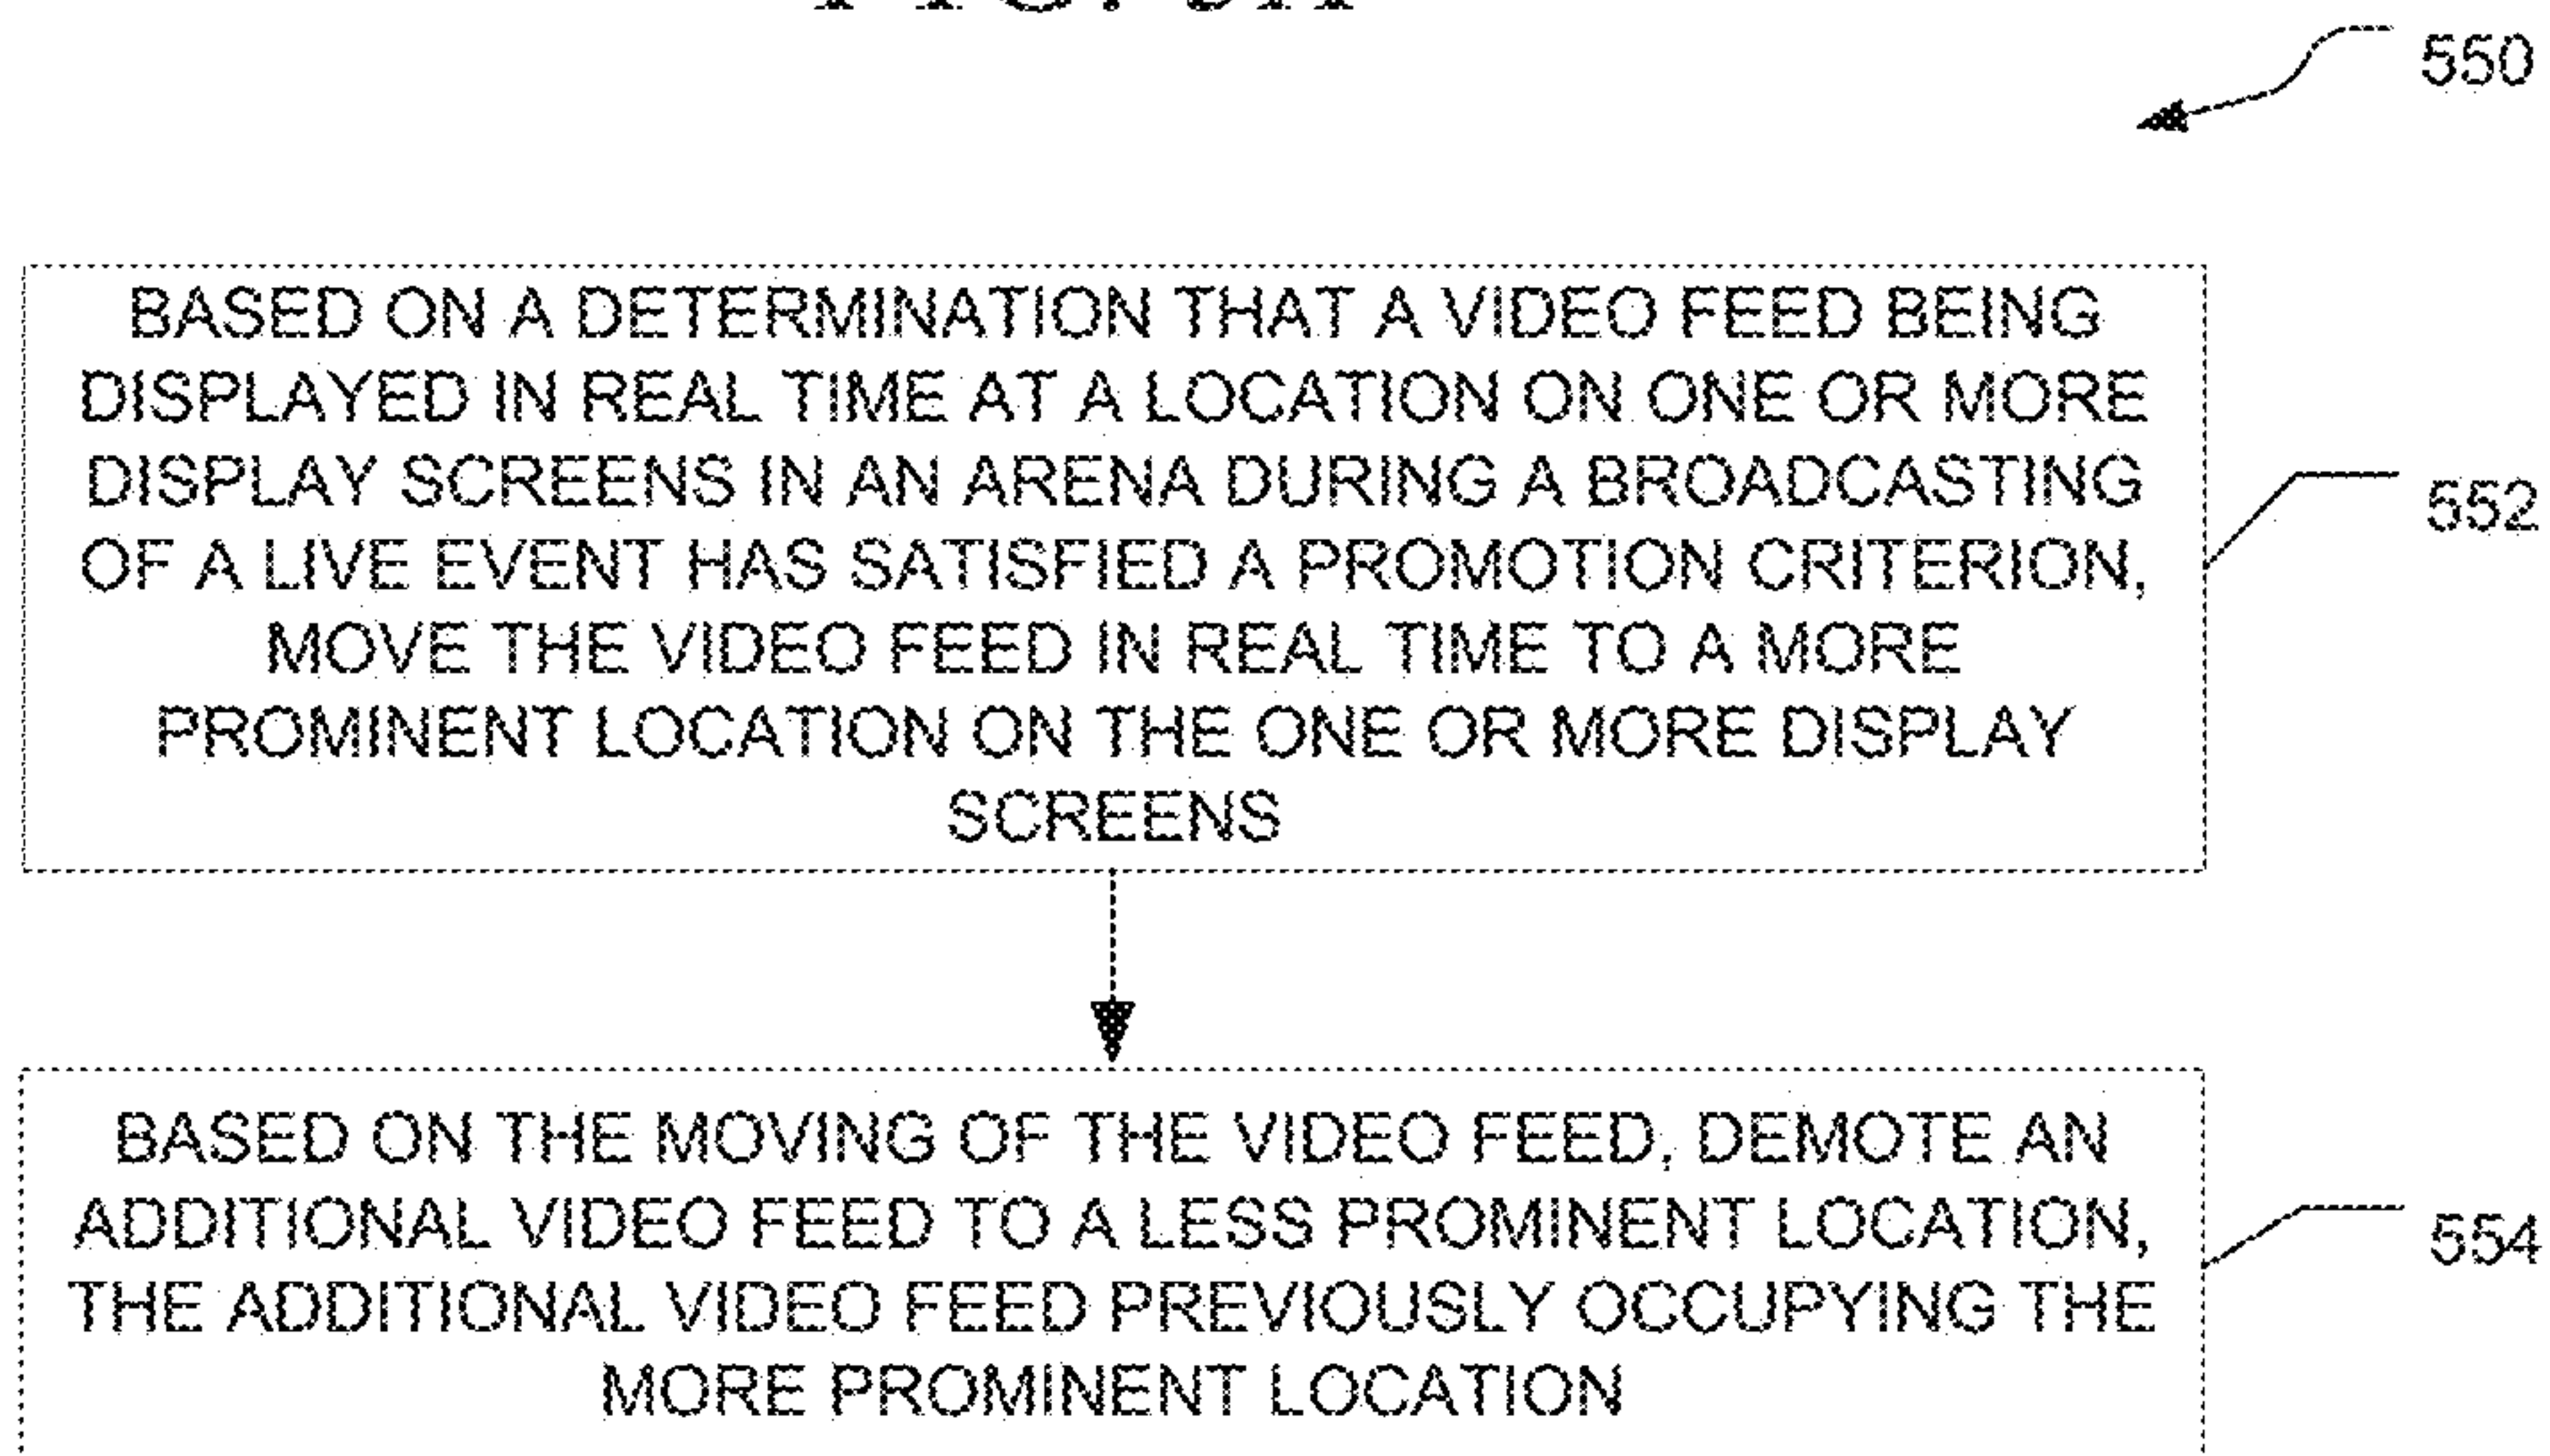 550
BASED ON A DETERMINATION THAT A VIDEO FEED BEING
DISPLAYED IN REAL TIME AT A LOCATION ON ONE OR MORE
DISPLAY SCREENS IN AN ARENA DURING A BROADCASTING
OF A LIVE EVENT HAS SATISFIED A PROMOTION CRITERION,
MOVE THE VIDEO FEED IN REAL TIME TO A MORE
PROMINENT LOCATION ON THE ONE OR MORE DISPLAY
SCREENS
552
BASED ON THE MOVING OF THE VIDEO FEED, DEMOTE AN
ADDITIONAL VIDEO FEED TO A LESS PROMINENT LOCATION,
THE ADDITIONAL VIDEO FEED PREVIOUSLY OCCUPYING THE
MORE PROMINENT LOCATION
554